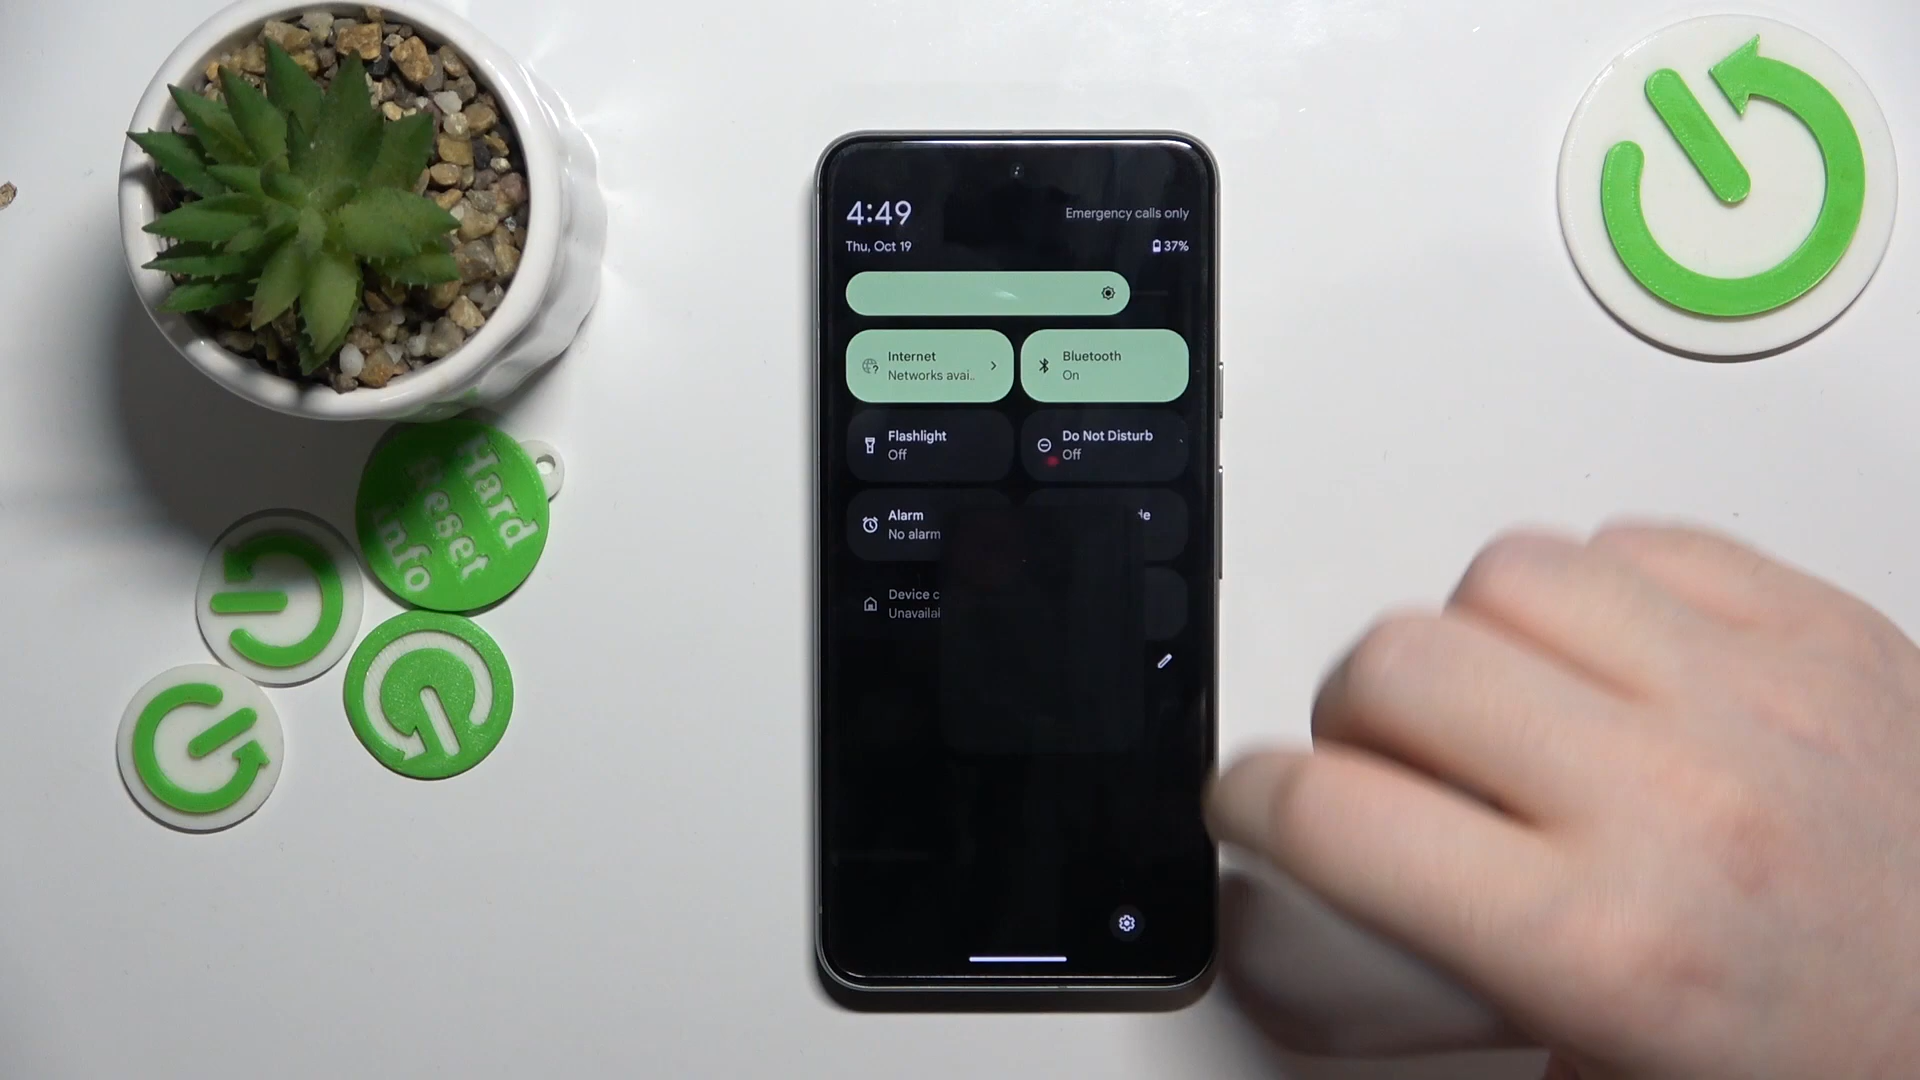 4:49
Emergency calls only
Thu, Oct 19
37%
Internet
Networks avai..
Bluetooth
On
Flashlight
Off
Do Not Disturb
Off
Alarm
No alarm
Device c
Unavailal
Hard
Reset
Info